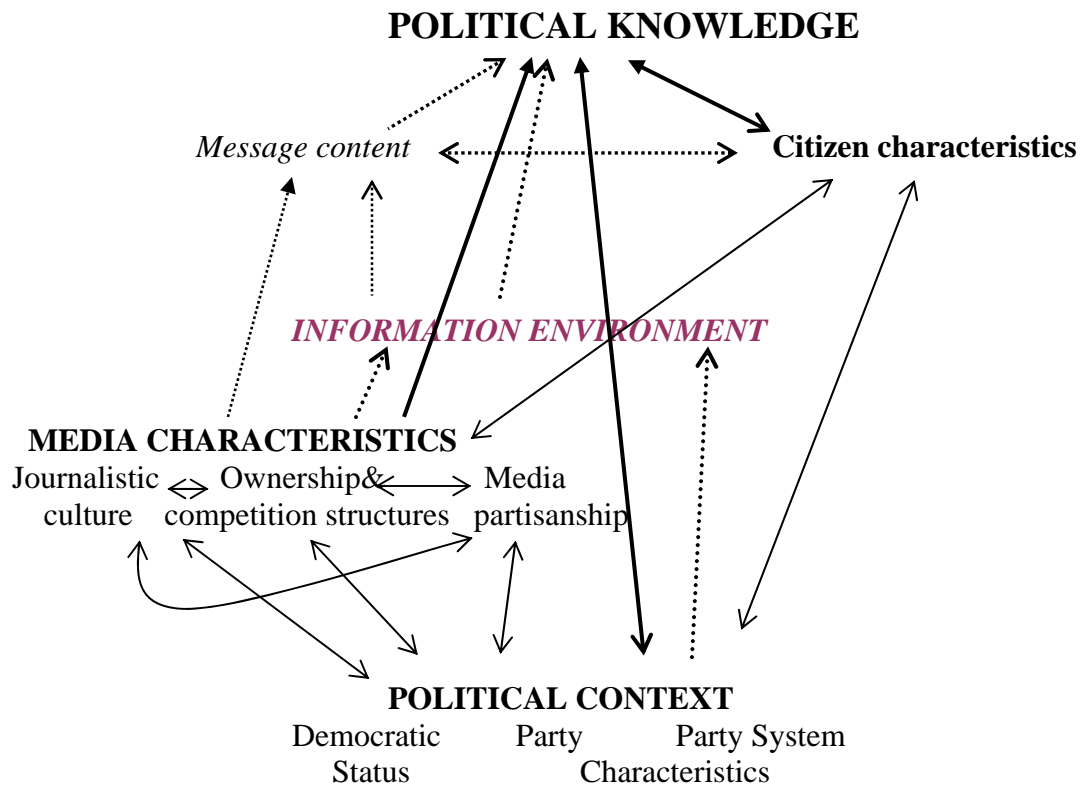 POLITICAL KNOWLEDGE
Message content Citizen characteristics
INFORMATION ENVIRONMENT
MEDIA CHARACTERISTICS
Journalistic Ownership& Media
culture competition structures partisanship
POLITICAL CONTEXT
Democratic Party Party System
Status Characteristics